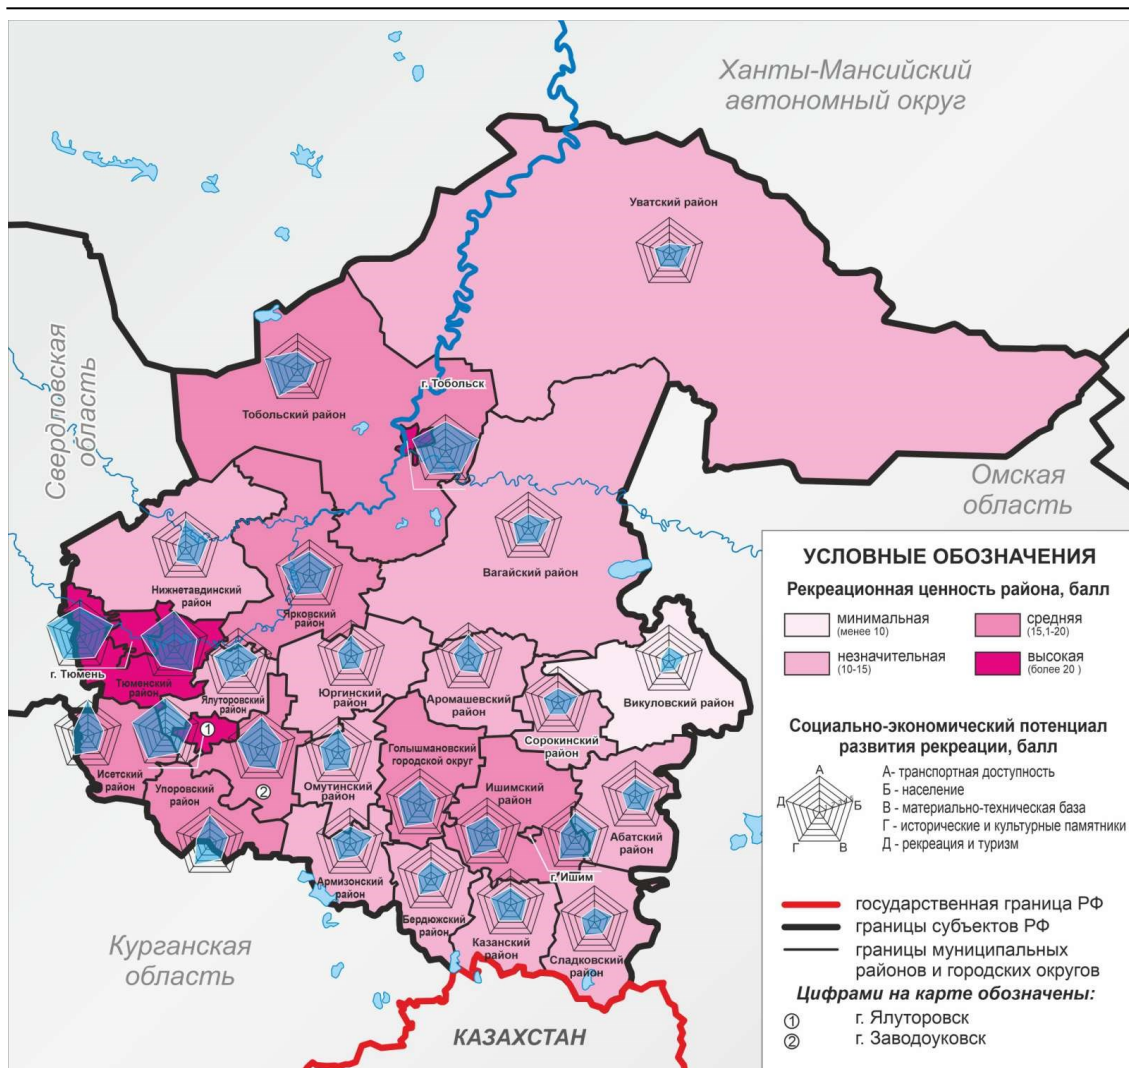 Ханты-Мансийский
автономный округ
Уватский район
Свердловская
область
г. Тобольск
Тобольский район
Омская
область
Вагайский район
Нижнетавдинский
район
Ярковский
район
г. Тюмень
Тюменский
район
Ялуторовский
район
Юргинский
район
Аромашевский
район
Викуловский район
Сорокинский
район
1
Исетский
район
Упоровский
район
2
Омутинский
район
Голышмановский
городской округ
Ишимский
район
Абатский
район
г. Ишим
Армизонский
район
Бердюжский
район
Казанский
район
Сладковский
район
Курганская
область
КАЗАХСТАН
УСЛОВНЫЕ ОБОЗНАЧЕНИЯ
Рекреационная ценность района, балл
минимальная
(менее 10)
средняя
(15,1-20)
незначительная
(10-15)
высокая
(более 20 )
Социально-экономический потенциал
развития рекреации, балл
А
Б
В
Г
Д
А- транспортная доступность
Б - население
В - материально-техническая база
Г - исторические и культурные памятники
Д - рекреация и туризм
государственная граница РФ
границы субъектов РФ
границы муниципальных
районов и городских округов
Цифрами на карте обозначены:
1 г. Ялуторовск
2 г. Заводоуковск